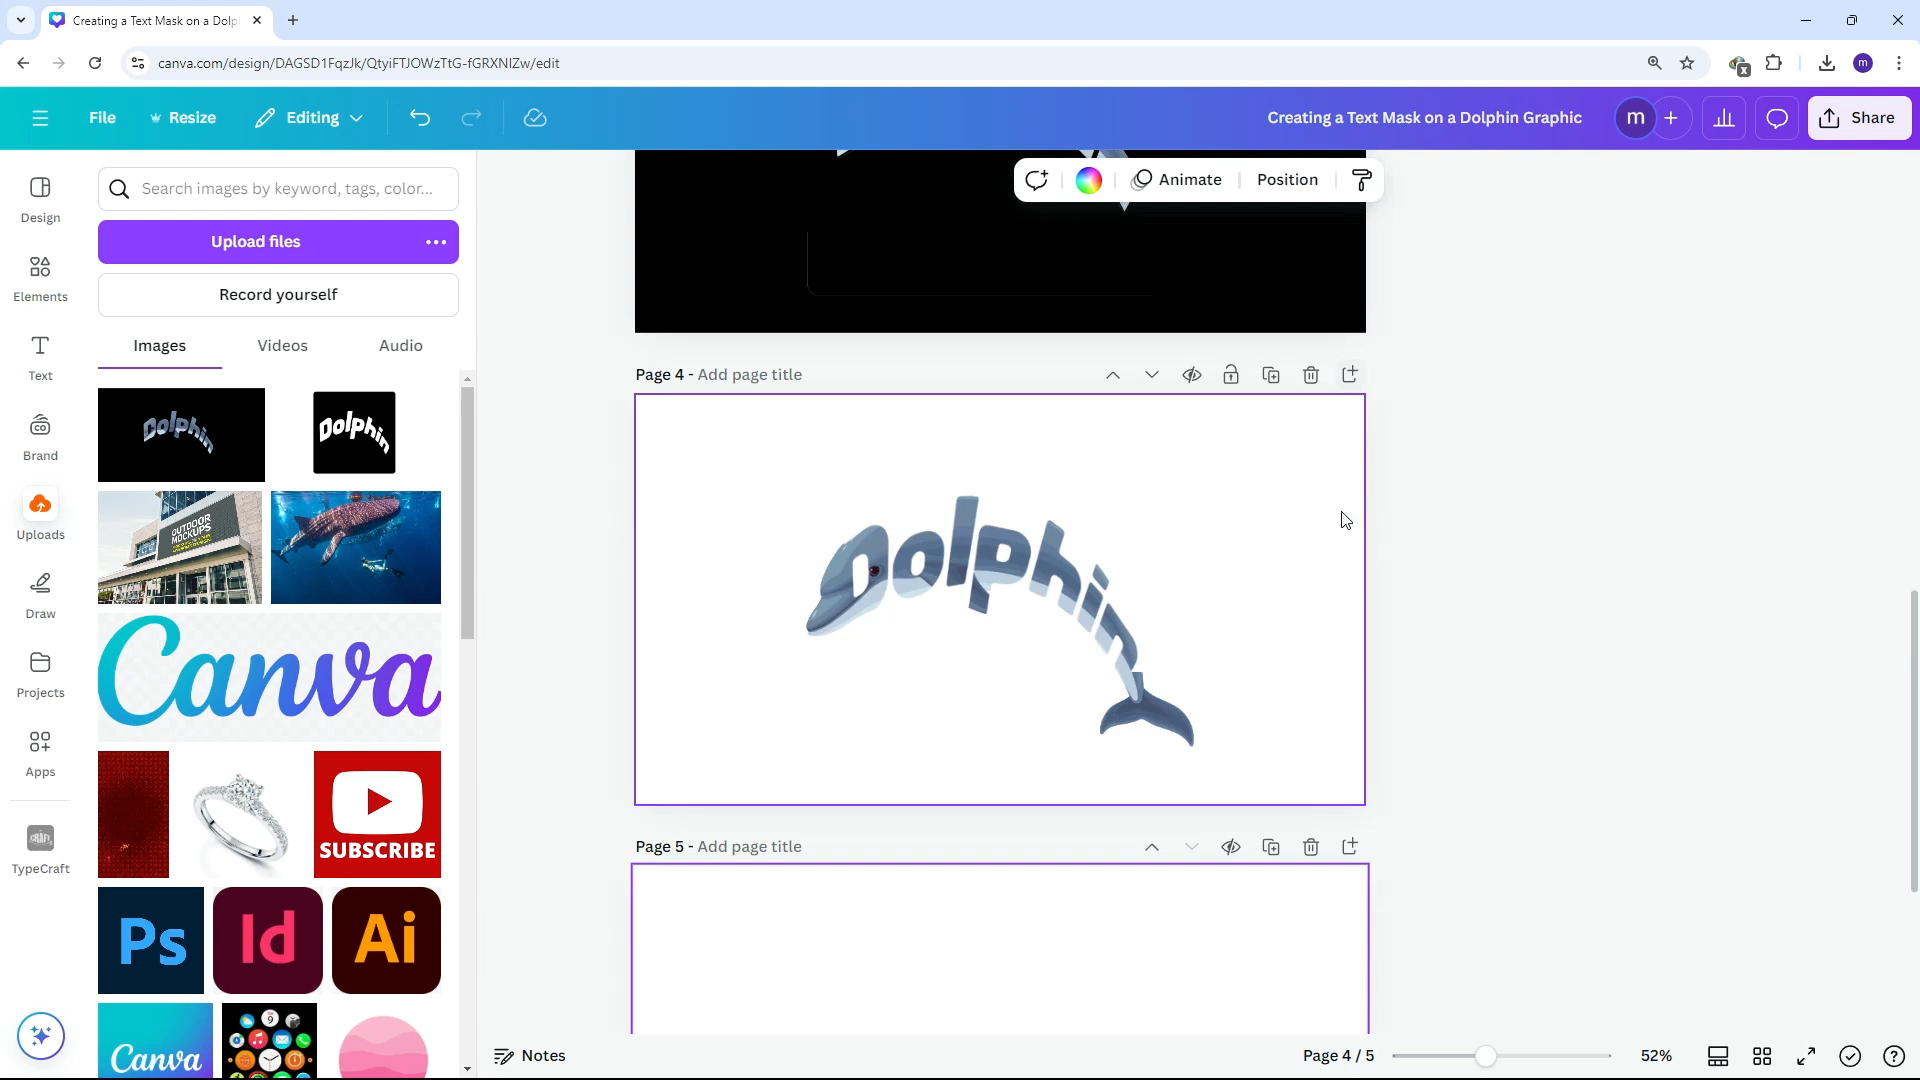 Creating a Text Mask on a Dolp
canva.com/design/DAGSD1FqzJk/QtyiFTJOWzTtG-fGRXNIZw/edit
m
File
Resize
Editing
Creating a Text Mask on a Dolphin Graphic
m
Share
Design
Elements
Text
Brand
Uploads
Draw
Projects
Apps
TypeCraft
Search images by keyword, tags, color...
Upload files
Record yourself
Images
Videos
Audio
Dolphin
Dolphin
OUTDOOR
MOCKUPS
Canva
SUBSCRIBE
Ps
Id
Ai
Canva
Animate
Position
Page 4 - Add page title
Dolphin
Page 5 - Add page title
Notes
Page 4 / 5
52%